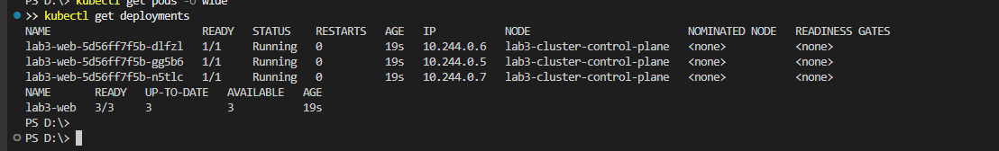 PS D:\> kubectl get pods -o wide
>> kubectl get deployments
NAME READY STATUS RESTARTS AGE IP NODE NOMINATED NODE READINESS GATES
lab3-web-5d56ff7f5b-dlfzl 1/1 Running 0 19s 10.244.0.6 lab3-cluster-control-plane <none> <none>
lab3-web-5d56ff7f5b-gg5b6 1/1 Running 0 19s 10.244.0.5 lab3-cluster-control-plane <none> <none>
lab3-web-5d56ff7f5b-n5tlc 1/1 Running 0 19s 10.244.0.7 lab3-cluster-control-plane <none> <none>
NAME READY UP-TO-DATE AVAILABLE AGE
lab3-web 3/3 3 3 19s
PS D:\>
PS D:\>